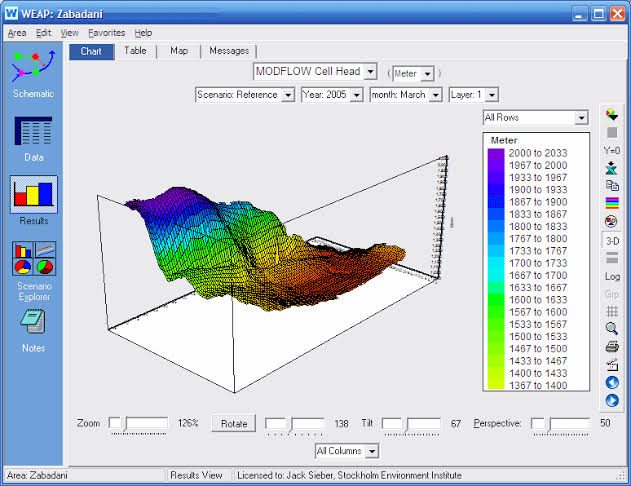 WEAP: Zabadani
Area Edit View Favorites Help
Chart Table Map Messages
MODFLOW Cell Head ( Meter )
Scenario: Reference Year: 2005 month: March Layer: 1
Schematic
Data
Results
Scenario
Explorer
Notes
All Rows
Meter
2000 to 2033
1967 to 2000
1933 to 1967
1900 to 1933
1867 to 1900
1833 to 1867
1800 to 1833
1767 to 1800
1733 to 1767
1700 to 1733
1667 to 1700
1633 to 1667
1600 to 1633
1567 to 1600
1533 to 1567
1500 to 1533
1467 to 1500
1433 to 1467
1400 to 1433
1367 to 1400
Y=0
3-D
Log
Grp
Zoom 126% Rotate 138 Tilt 67 Perspective: 50
All Columns
Area: Zabadani Results View Licensed to: Jack Sieber, Stockholm Environment Institute